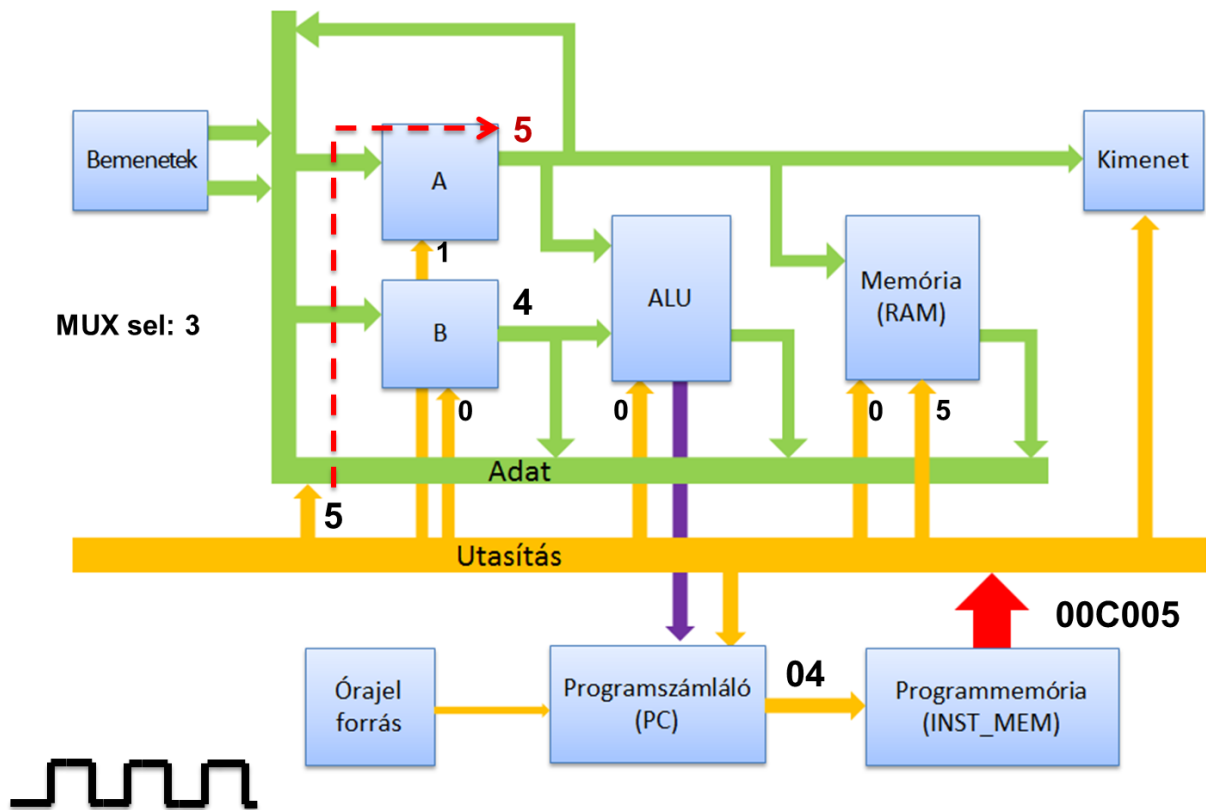 Bemenetek
A
5
Kimenet
1
MUX sel: 3
B
4
ALU
Memória
(RAM)
0
0
0
5
Adat
5
Utasítás
00C005
Órajel
forrás
Programszámláló
(PC)
04
Programmemória
(INST_MEM)